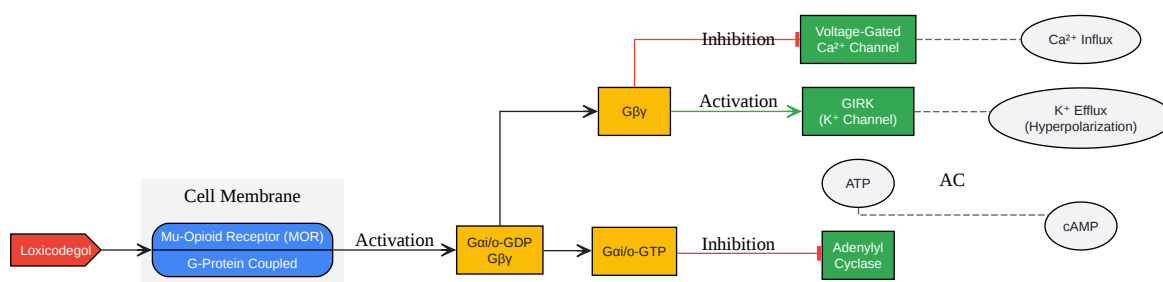 Loxicodegol
Cell Membrane
Mu-Opioid Receptor (MOR)
G-Protein Coupled
Activation
Gαi/o-GDP
Gβγ
Gβγ
Inhibition
Voltage-Gated
Ca²⁺ Channel
Ca²⁺ Influx
Activation
GIRK
(K⁺ Channel)
K⁺ Efflux
(Hyperpolarization)
Gαi/o-GTP
Inhibition
Adenylyl
Cyclase
ATP
AC
cAMP